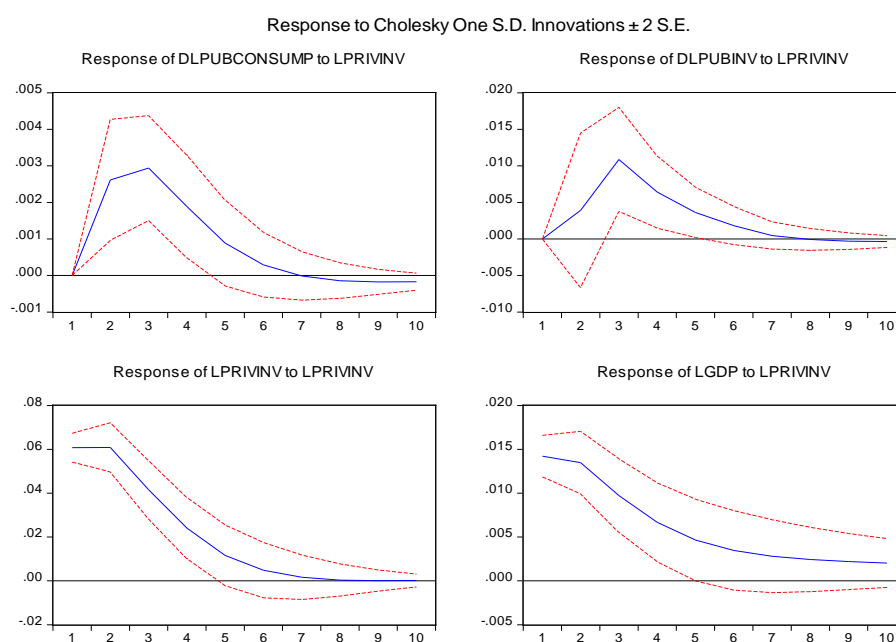 Response to Cholesky One S.D. Innovations ± 2 S.E.
Response of DLPUBCONSUMP to LPRIVINV
.005
.004
.003
.002
.001
.000
-.001
1 2 3 4 5 6 7 8 9 10
Response of DLPUBINV to LPRIVINV
.020
.015
.010
.005
.000
-.005
-.010
1 2 3 4 5 6 7 8 9 10
Response of LPRIVINV to LPRIVINV
.08
.06
.04
.02
.00
-.02
1 2 3 4 5 6 7 8 9 10
Response of LGDP to LPRIVINV
.020
.015
.010
.005
.000
-.005
1 2 3 4 5 6 7 8 9 10